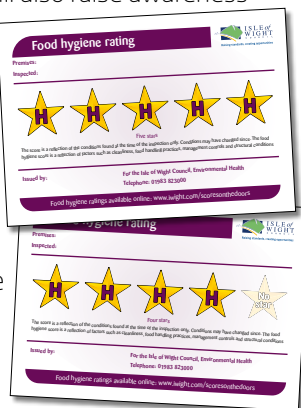 also raise awareness
Food hygiene rating
ISLE of
WIGHT
COUNCIL
Premises:
Inspected:
H H H H H
Five stars
The score is a reflection of the conditions found at the time of the inspection only. Conditions may have changed since. The food
hygiene score is a reflection of factors such as cleanliness, food handling practices, management controls and structural conditions
Issued by:
For the Isle of Wight Council, Environmental Health
Telephone: 01983 823000
Food hygiene ratings available online: www.iwight.com/scoresonthedoors
Food hygiene rating
ISLE of
WIGHT
Premises:
Inspected:
H H H H No
star
Four stars
The score is a reflection of the conditions found at the time of the inspection only. Conditions may have changed since. The food
hygiene score is a reflection of factors such as cleanliness, food handling practices, management controls and structural conditions
Issued by:
For the Isle of Wight Council, Environmental Health
Telephone: 01983 823000
Food hygiene ratings available online: www.iwight.com/scoresonthedoors